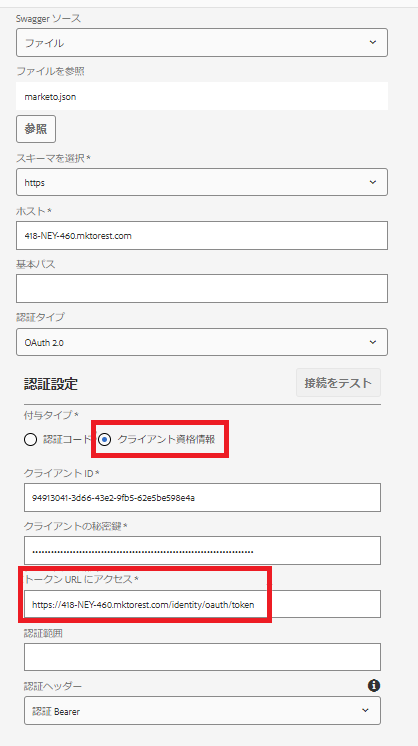 Swagger ソース
ファイル
ファイルを参照
marketo.json
参照
スキーマを選択*
https
ホスト*
418-NEY-460.mktorest.com
基本パス
認証タイプ
OAuth 2.0
認証設定
接続をテスト
付与タイプ*
認証コード クライアント資格情報
クライアント ID*
94913041-3d66-43e2-9fb5-62e5be598e4a
クライアントの秘密鍵*
トークン URL にアクセス*
https://418-NEY-460.mktorest.com/identity/oauth/token
認証範囲
認証ヘッダー
認証 Bearer